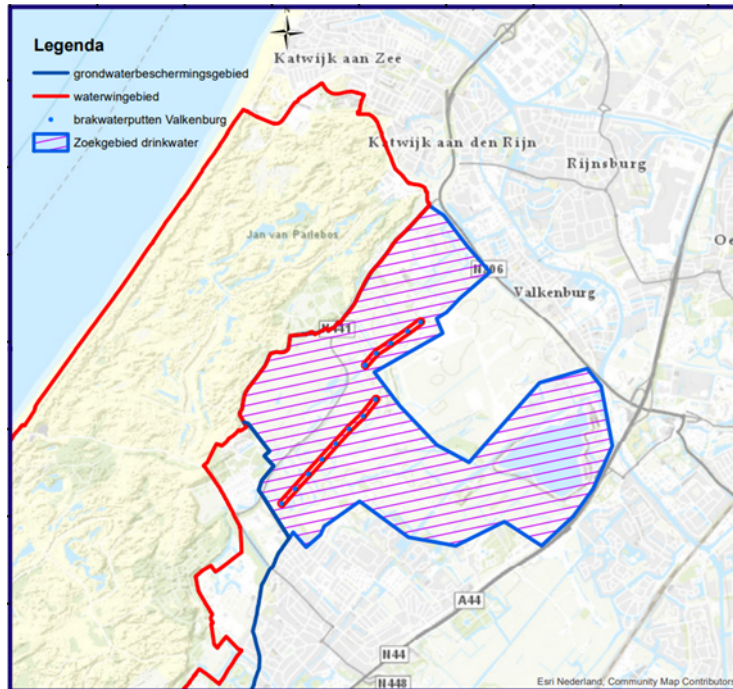 Legenda
grondwaterbeschermingsgebied
waterwingebied
brakwaterputten Valkenburg
Zoekgebied drinkwater
Katwijk aan Zee
Katwijk aan den Rijn
Rijnsburg
Oe
Jan van Parlebos
N206
Valkenburg
N441
A44
N44
N448
Esri Nederland, Community Map Contributors